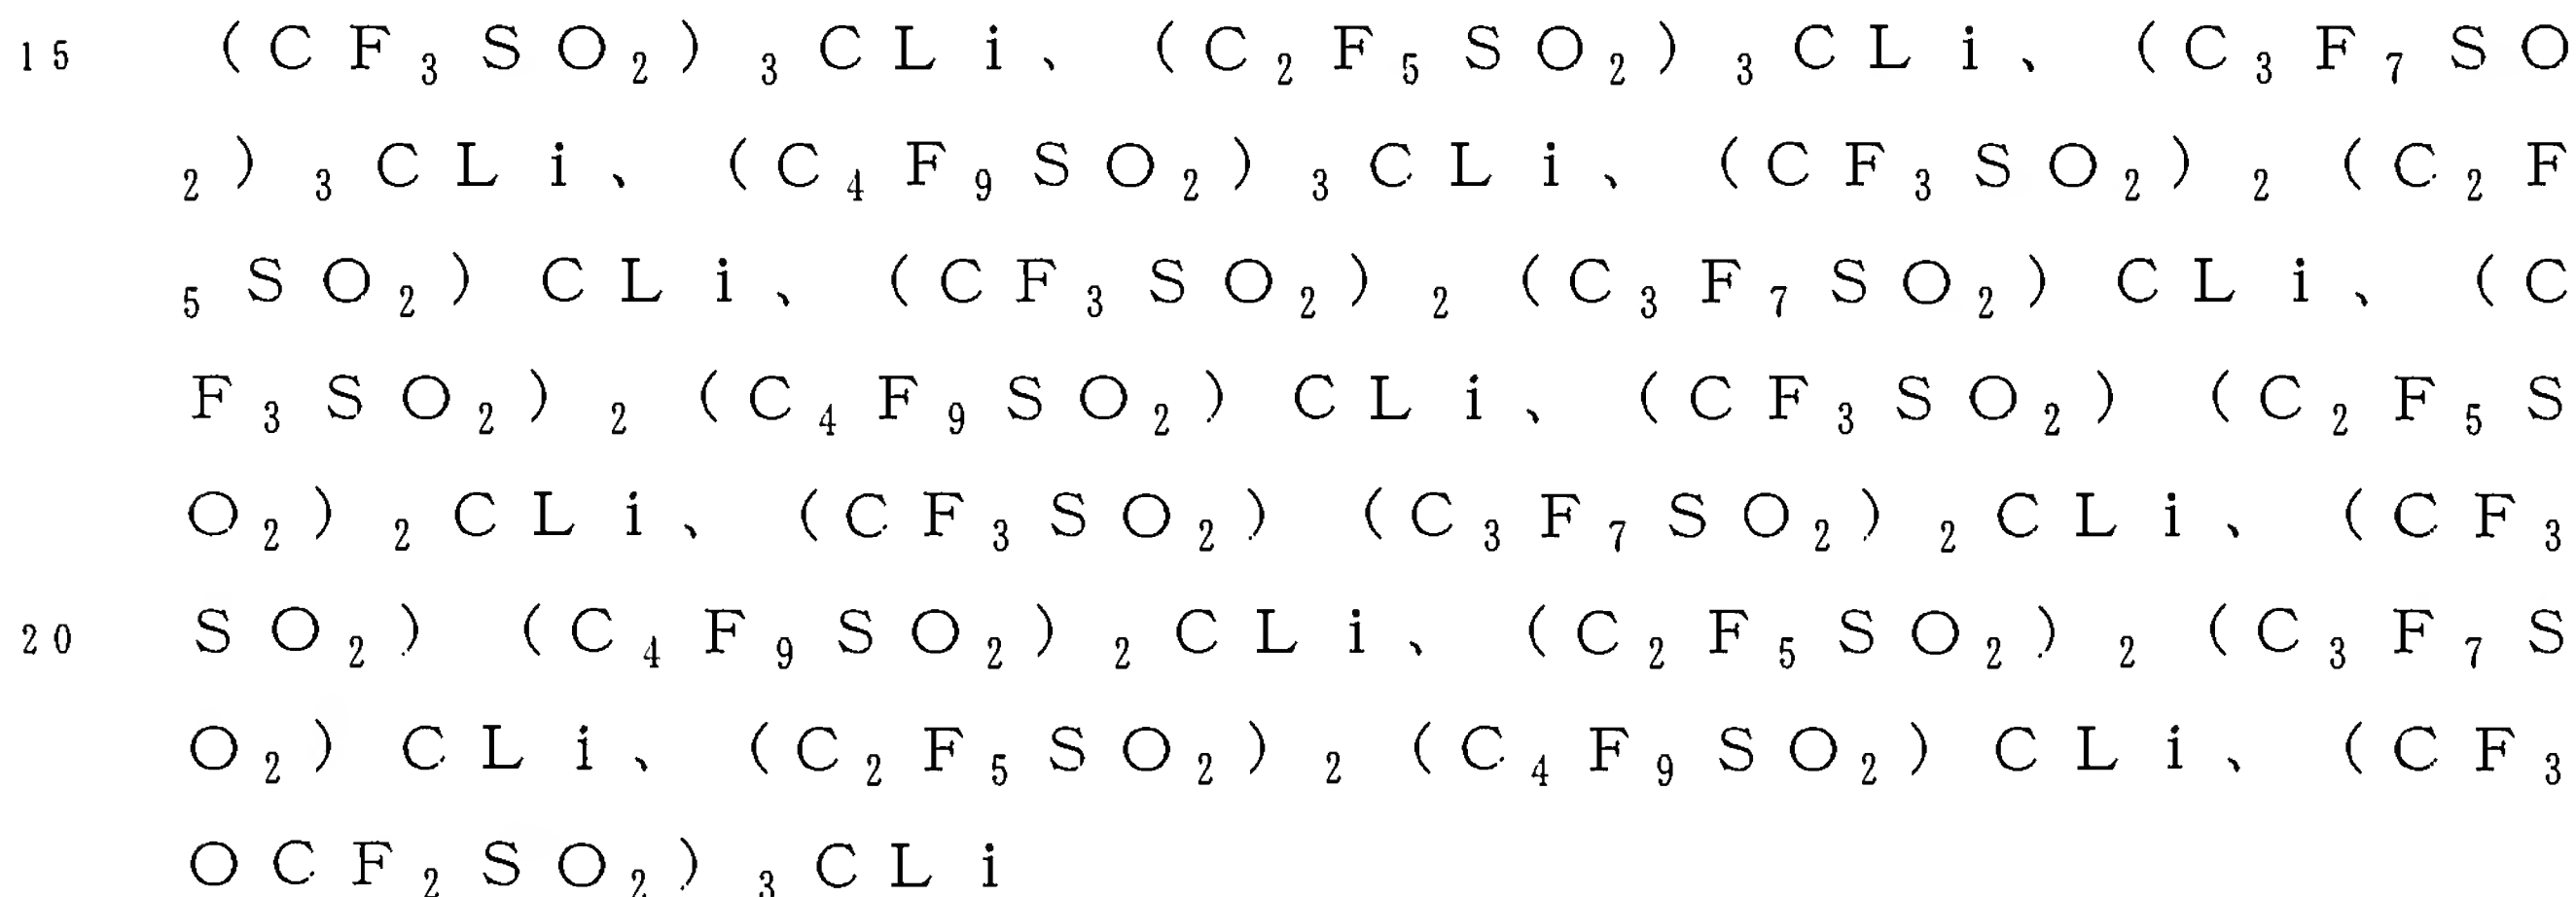 15 (CF₃SO₂)₃CLi、(C₂F₅SO₂)₃CLi、(C₃F₇SO
₂)₃CLi、(C₄F₉SO₂)₃CLi、(CF₃SO₂)₂(C₂F
₅SO₂)CLi、(CF₃SO₂)₂(C₃F₇SO₂)CLi、(C
F₃SO₂)₂(C₄F₉SO₂)CLi、(CF₃SO₂)(C₂F₅S
O₂)₂CLi、(CF₃SO₂)(C₃F₇SO₂)₂CLi、(CF₃
20 SO₂)(C₄F₉SO₂)₂CLi、(C₂F₅SO₂)₂(C₃F₇S
O₂)CLi、(C₂F₅SO₂)₂(C₄F₉SO₂)CLi、(CF₃
OCF₂SO₂)₃CLi